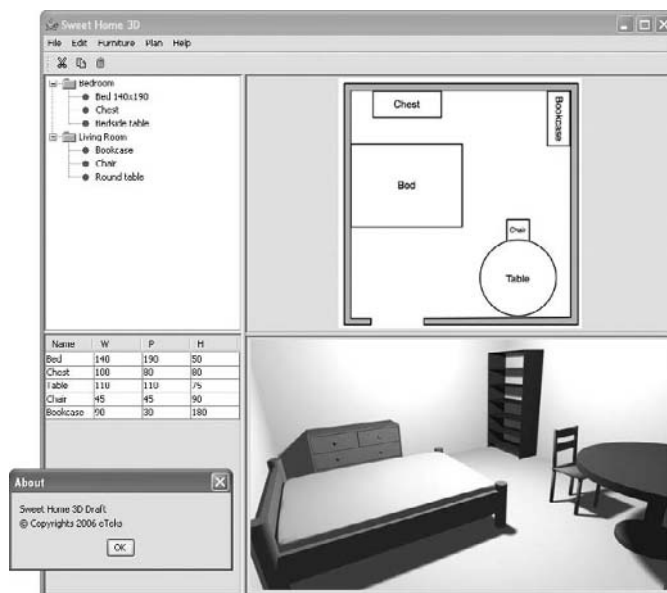 Sweet Home 3D
File Edit Furniture Plan Help
Bedroom
Bed 140x190
Chest
Bedside table
Living Room
Bookcase
Chair
Round table
Chest
Bookcase
Bed
Chair
Table
Name W P H
Bed 140 190 50
Chest 100 80 80
Table 110 110 75
Chair 45 45 90
Bookcase 90 30 180
About
Sweet Home 3D Draft
© Copyrights 2006 eTeks
OK